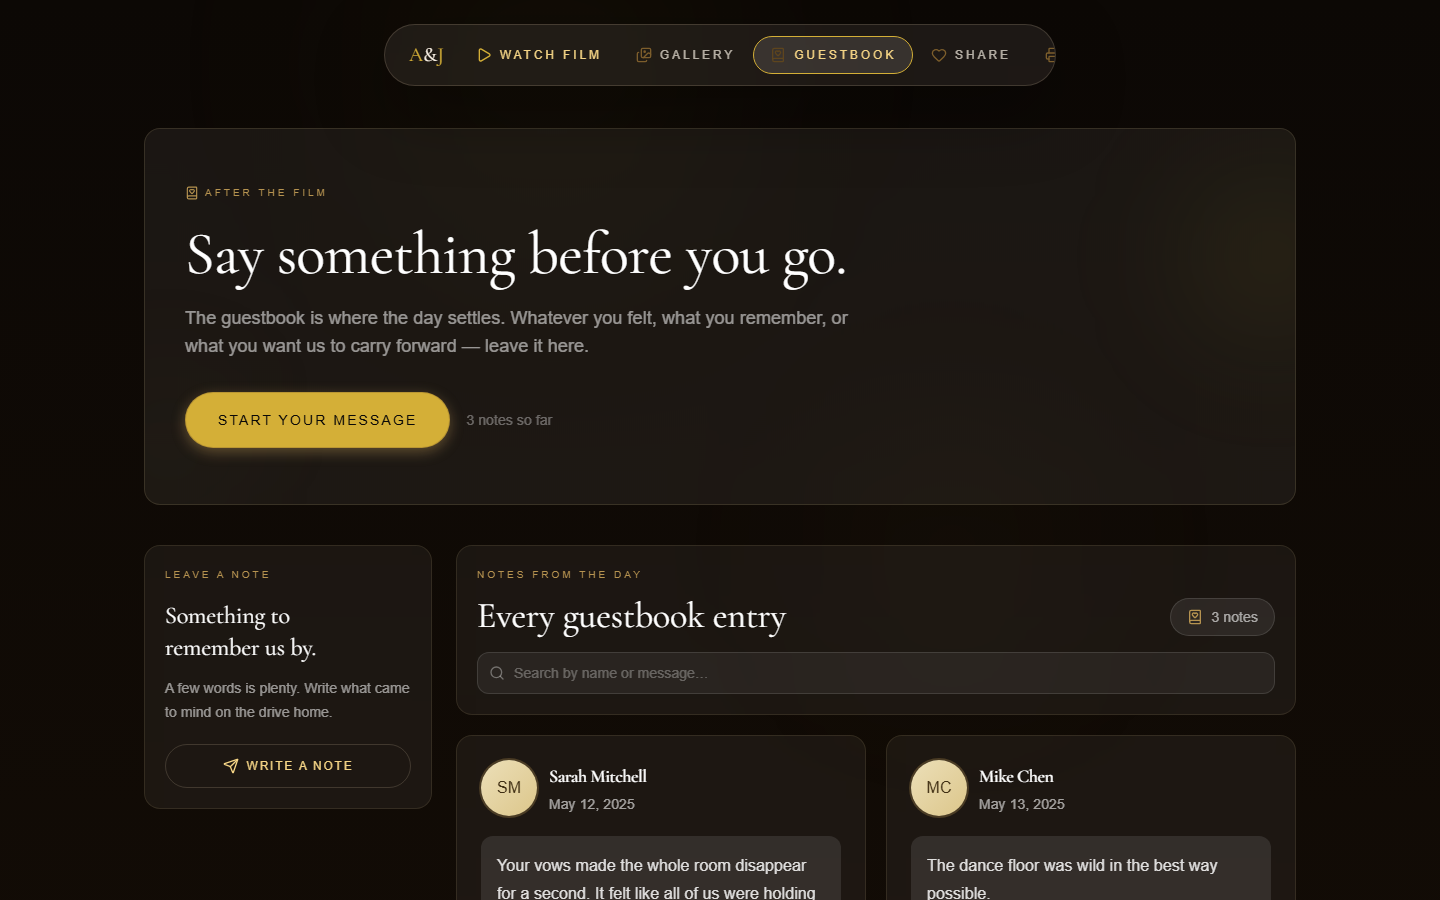 A&J
WATCH FILM
GALLERY
GUESTBOOK
SHARE
AFTER THE FILM
Say something before you go.
The guestbook is where the day settles. Whatever you felt, what you remember, or
what you want us to carry forward — leave it here.
START YOUR MESSAGE
3 notes so far
LEAVE A NOTE
Something to
remember us by.
A few words is plenty. Write what came
to mind on the drive home.
WRITE A NOTE
NOTES FROM THE DAY
Every guestbook entry
3 notes
Search by name or message...
SM
Sarah Mitchell
May 12, 2025
Your vows made the whole room disappear
for a second. It felt like all of us were holding
MC
Mike Chen
May 13, 2025
The dance floor was wild in the best way
possible.